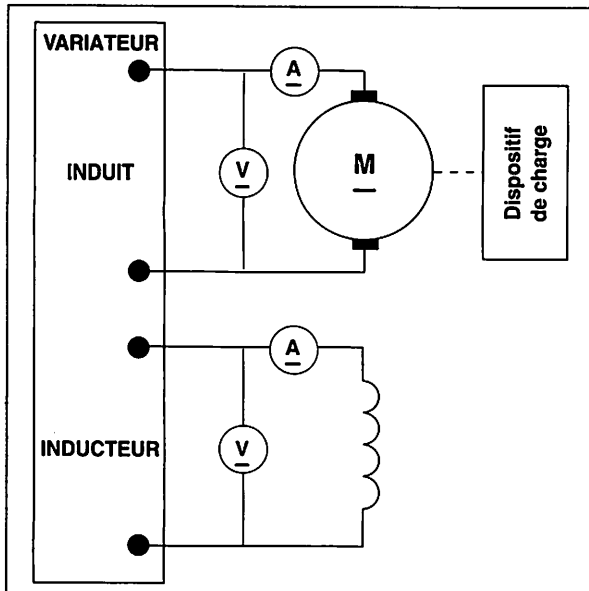 VARIATEUR
A
INDUIT
V
M
Dispositif
de charge
A
INDUCTEUR
V